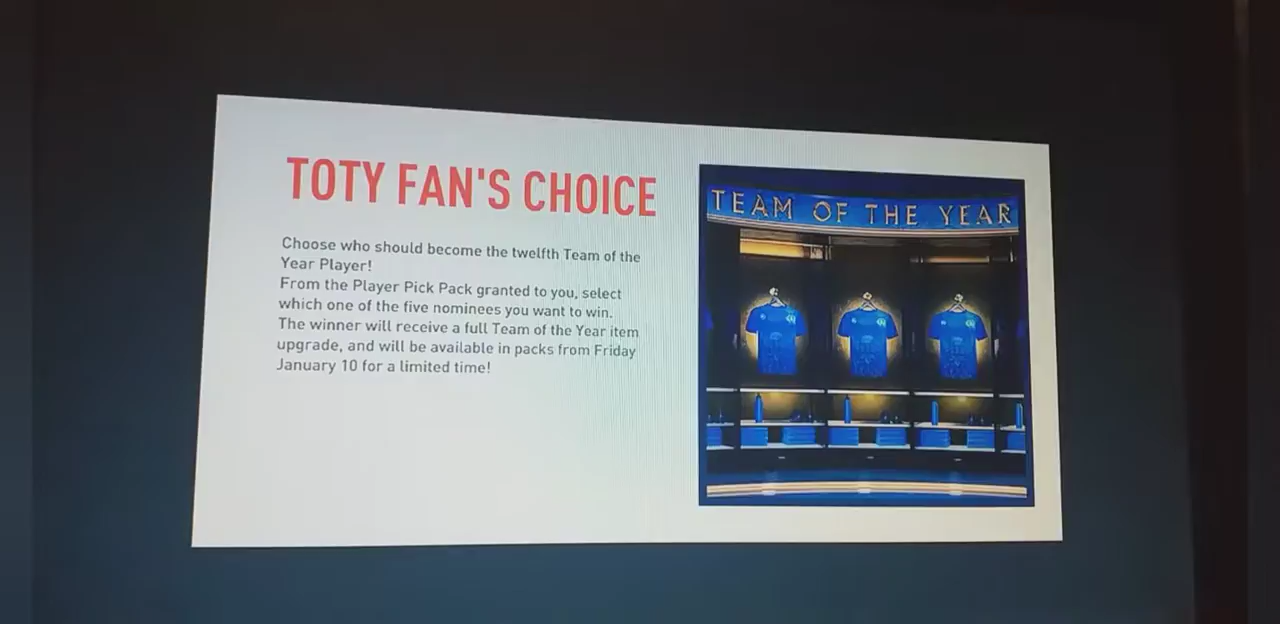 TOTY FAN'S CHOICE
Choose who should become the twelfth Team of the
Year Player!
From the Player Pick Pack granted to you, select
which one of the five nominees you want to win.
The winner will receive a full Team of the Year item
upgrade, and will be available in packs from Friday
January 10 for a limited time!
TEAM OF THE YEAR